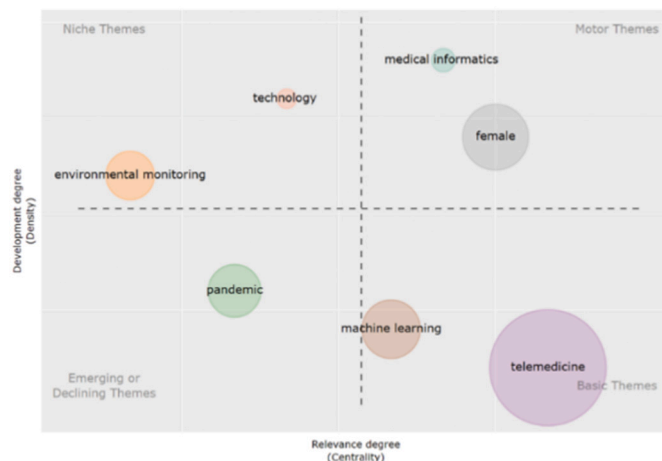 Niche Themes
Motor Themes
medical informatics
technology
female
environmental monitoring
Development degree
(Density)
pandemic
machine learning
telemedicine
Emerging or
Declining Themes
Basic Themes
Relevance degree
(Centrality)